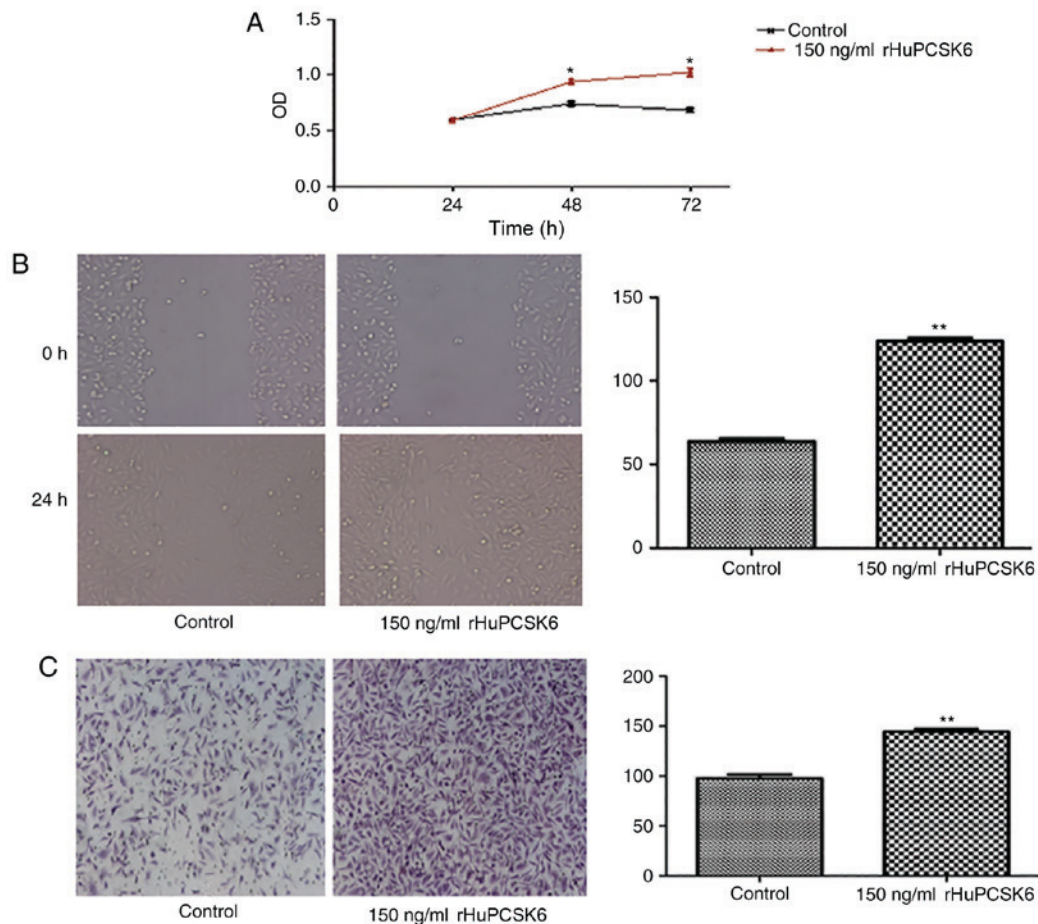 A
1.5
1.0
0.5
0.0
OD
*
*
0
24
48
72
Time (h)
Control
150 ng/ml rHuPCSK6
B
0 h
24 h
Control
150 ng/ml rHuPCSK6
150
100
50
0
**
Control
150 ng/ml rHuPCSK6
C
Control
150 ng/ml rHuPCSK6
200
150
100
50
0
**
Control
150 ng/ml rHuPCSK6